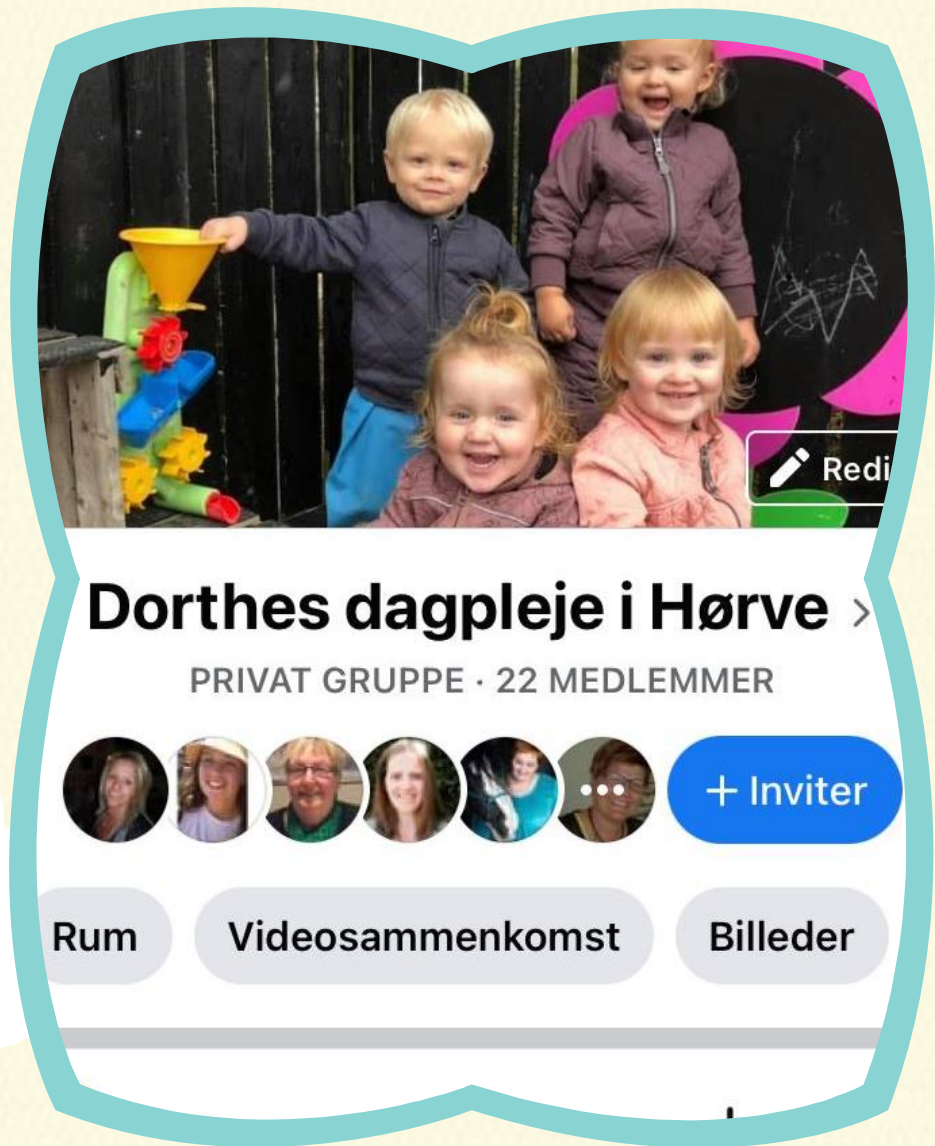 Redi
Dorthes dagpleje i Hørve
PRIVAT GRUPPE · 22 MEDLEMMER
+ Inviter
Rum
Videosammenkomst
Billeder